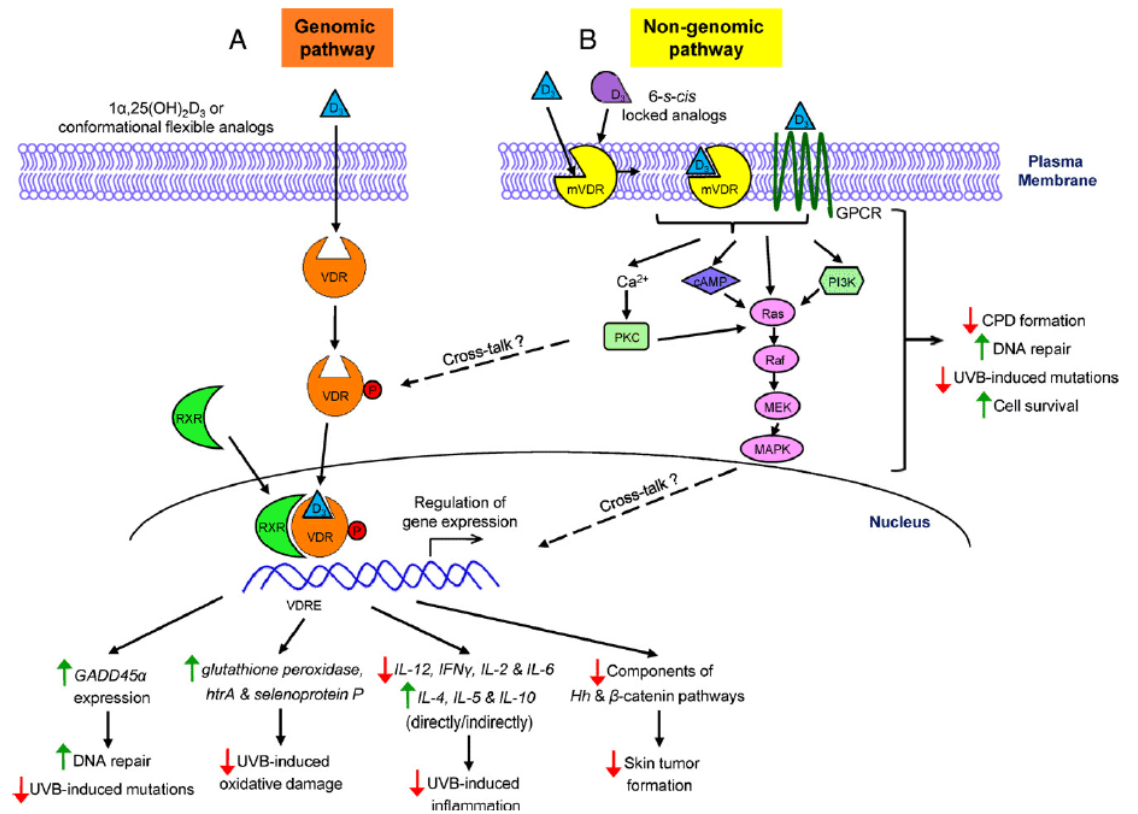 A
Genomic
pathway
1α,25(OH)₂D₃ or
conformational flexible analogs
D₃
VDR
VDR
P
RXR
RXR
D₃
VDR
P
Regulation of
gene expression
VDRE
B
Non-genomic
pathway
D₃
D₃
6-s-cis
locked analogs
D₃
mVDR
D₃
mVDR
GPCR
Plasma
Membrane
Ca²⁺
cAMP
PI3K
PKC
Ras
Raf
MEK
MAPK
Cross-talk ?
Cross-talk ?
Nucleus
CPD formation
DNA repair
UVB-induced mutations
Cell survival
GADD45α
expression
DNA repair
UVB-induced mutations
glutathione peroxidase,
htrA & selenoprotein P
UVB-induced
oxidative damage
IL-12, IFNγ, IL-2 & IL-6
IL-4, IL-5 & IL-10
(directly/indirectly)
UVB-induced
inflammation
Components of
Hh & β-catenin pathways
Skin tumor
formation